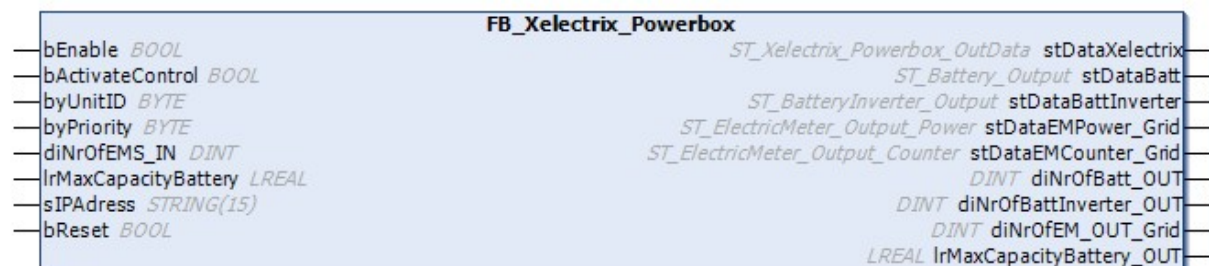 FB_Xelectrix_Powerbox
bEnable BOOL ST_Xelectrix_Powerbox_OutData stDataXelectrix
bActivateControl BOOL ST_Battery_Output stDataBatt
byUnitID BYTE ST_BatteryInverter_Output stDataBattInverter
byPriority BYTE ST_ElectricMeter_Output_Power stDataEMPower_Grid
diNrOfEMS_IN DINT ST_ElectricMeter_Output_Counter stDataEMCounter_Grid
lrMaxCapacityBattery LREAL DINT diNrOfBatt_OUT
sIPAdress STRING(15) DINT diNrOfBattInverter_OUT
bReset BOOL DINT diNrOfEM_OUT_Grid
LREAL lrMaxCapacityBattery_OUT